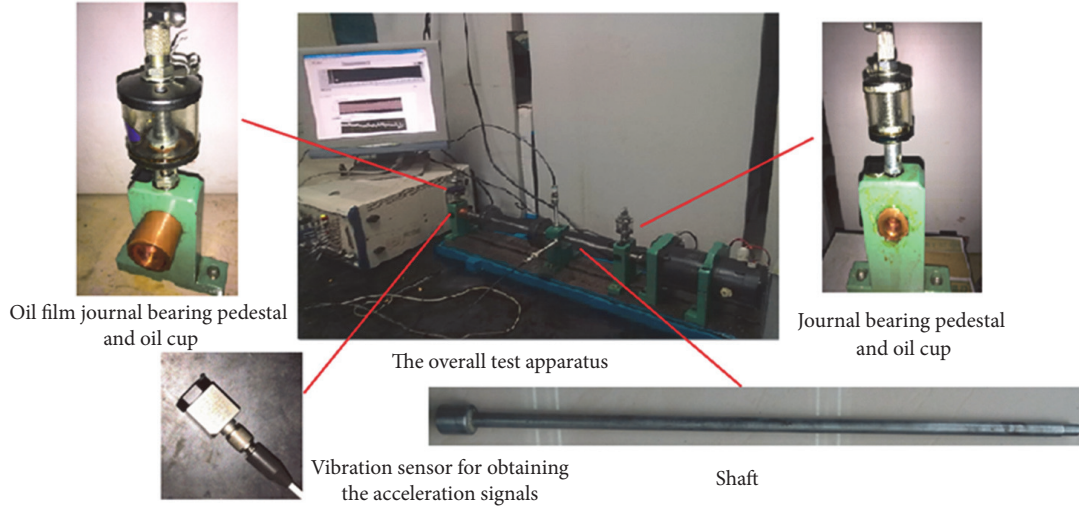 Oil film journal bearing pedestal
and oil cup
The overall test apparatus
Journal bearing pedestal
and oil cup
Vibration sensor for obtaining
the acceleration signals
Shaft